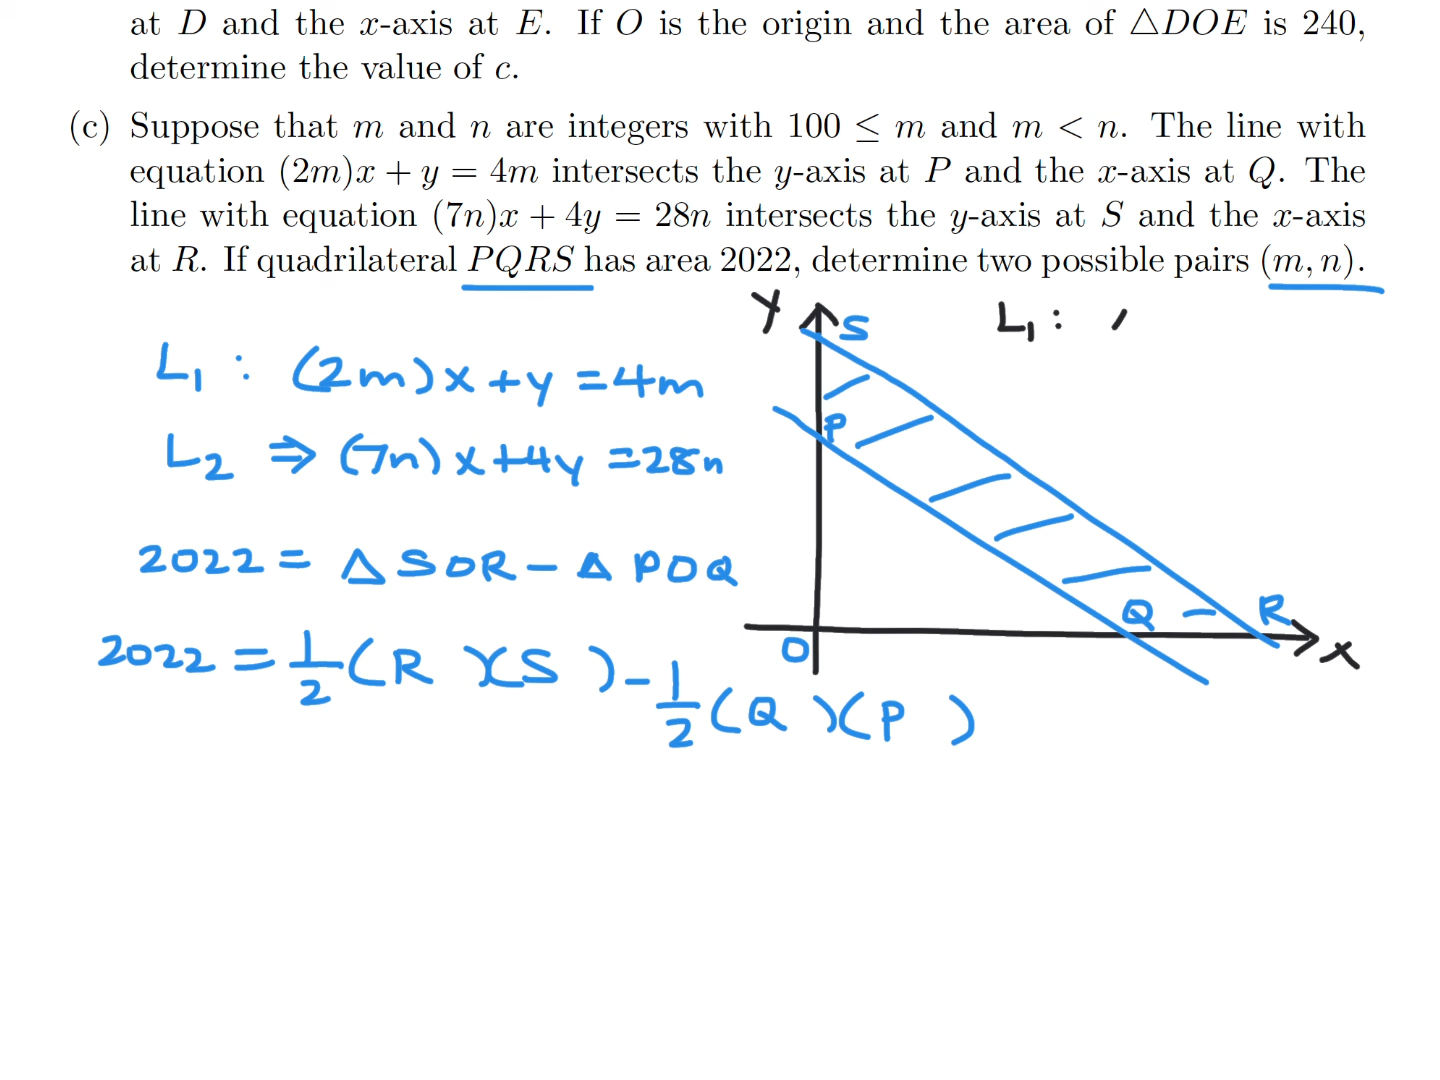 at D and the x-axis at E. If O is the origin and the area of △DOE is 240,
determine the value of c.
(c) Suppose that m and n are integers with 100 ≤ m and m < n. The line with
equation (2m)x + y = 4m intersects the y-axis at P and the x-axis at Q. The
line with equation (7n)x + 4y = 28n intersects the y-axis at S and the x-axis
at R. If quadrilateral PQRS has area 2022, determine two possible pairs (m, n).
Y S L₁ :
L₁ : (2m)x+y=4m
P
L₂ ⇒ (7n)x+4y=28n
2022 = △SOR - △POQ
Q R
O X
2022 = 1/2 (R )(S ) - 1/2 (Q )(P )